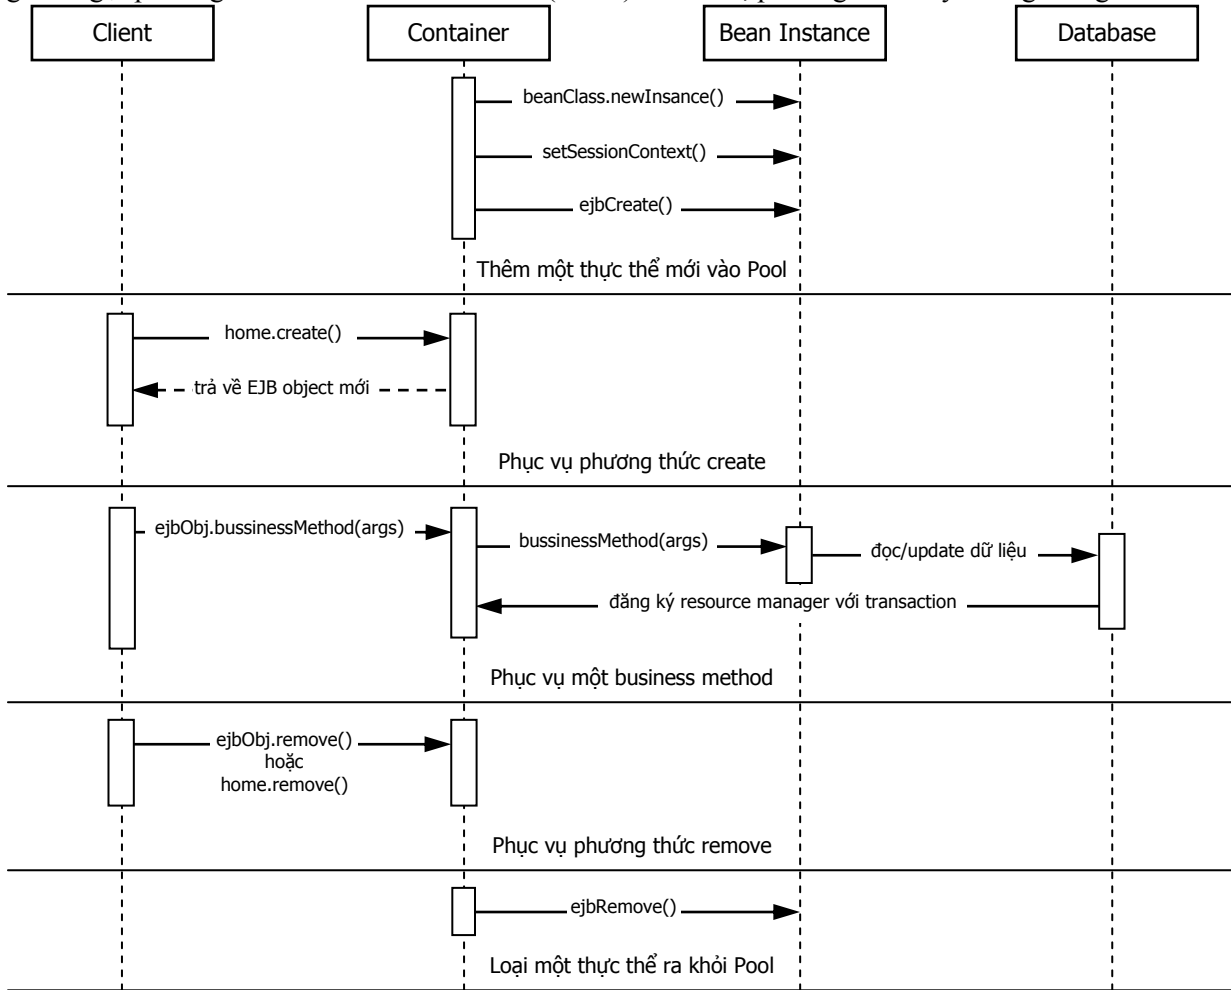 Client Container Bean Instance Database
beanClass.newInsance()
setSessionContext()
ejbCreate()
Thêm một thực thể mới vào Pool
home.create()
trả về EJB object mới
Phục vụ phương thức create
ejbObj.bussinessMethod(args)
bussinessMethod(args)
đọc/update dữ liệu
đăng ký resource manager với transaction
Phục vụ một business method
ejbObj.remove()
hoặc
home.remove()
Phục vụ phương thức remove
ejbRemove()
Loại một thực thể ra khỏi Pool